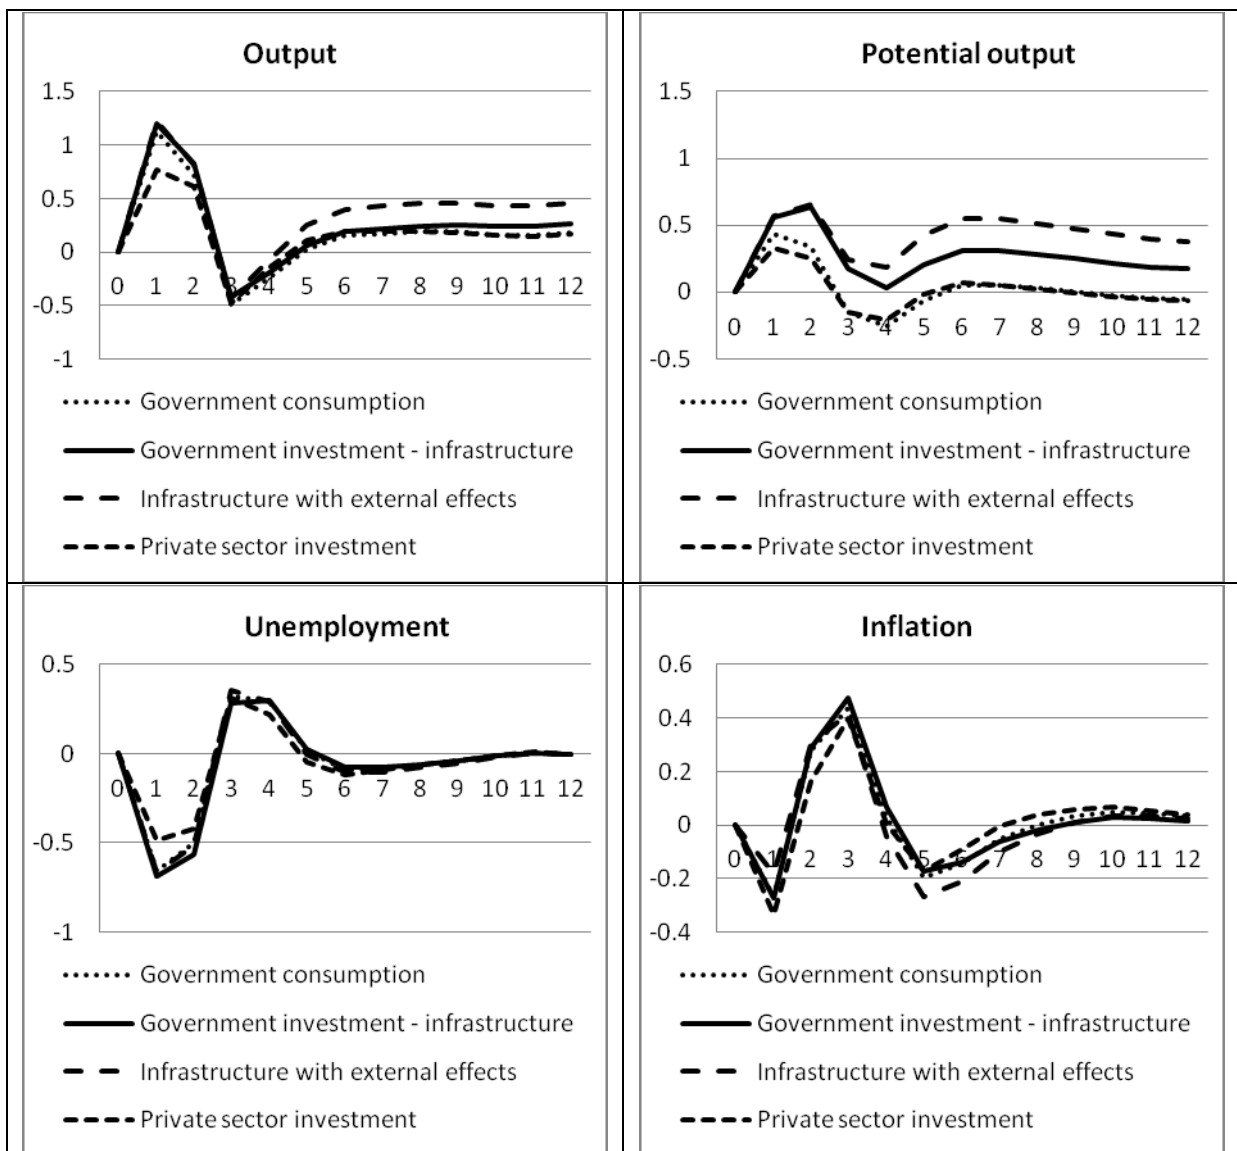 Output
1.5
1
0.5
0
-0.5
-1
0 1 2 3 4 5 6 7 8 9 10 11 12
Government consumption
Government investment - infrastructure
Infrastructure with external effects
Private sector investment
Potential output
1.5
1
0.5
0
-0.5
0 1 2 3 4 5 6 7 8 9 10 11 12
Government consumption
Government investment - infrastructure
Infrastructure with external effects
Private sector investment
Unemployment
0.5
0
-0.5
-1
0 1 2 3 4 5 6 7 8 9 10 11 12
Government consumption
Government investment - infrastructure
Infrastructure with external effects
Private sector investment
Inflation
0.6
0.4
0.2
0
-0.2
-0.4
0 1 2 3 4 5 6 7 8 9 10 11 12
Government consumption
Government investment - infrastructure
Infrastructure with external effects
Private sector investment